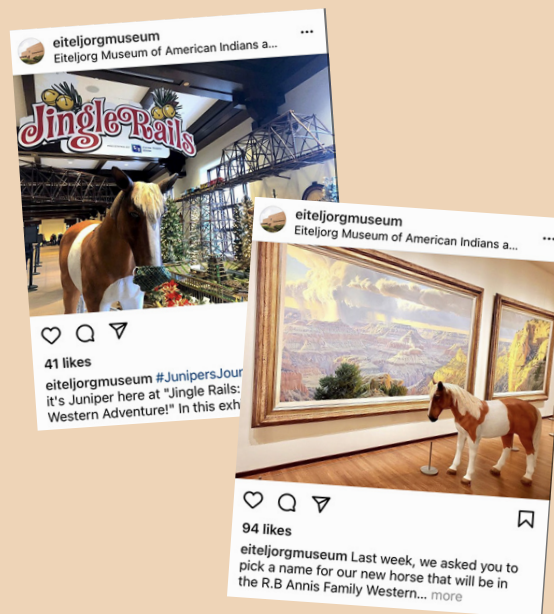 eiteljorgmuseum
Eiteljorg Museum of American Indians a...
JingleRails
41 likes
eiteljorgmuseum #JunipersJour
it's Juniper here at "Jingle Rails:
Western Adventure!" In this exh
eiteljorgmuseum
Eiteljorg Museum of American Indians a...
94 likes
eiteljorgmuseum Last week, we asked you to
pick a name for our new horse that will be in
the R.B Annis Family Western... more